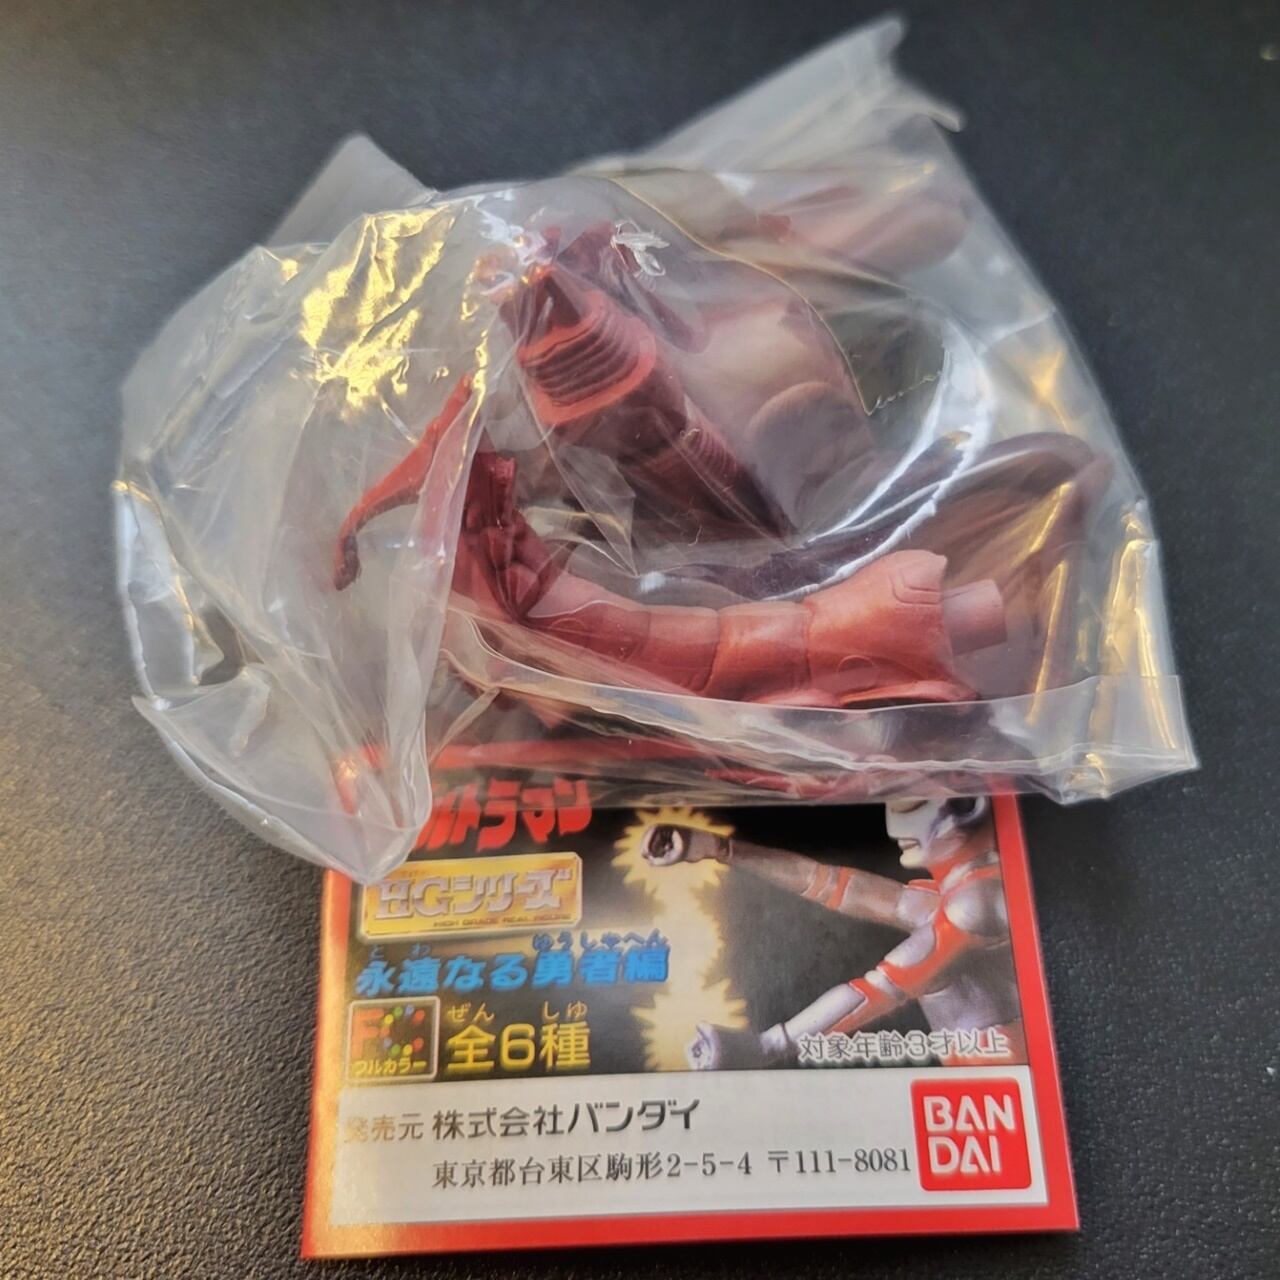 ルトラマン
HGシリーズ
HIGH GRADE REAL FIGURE
とわ ゆうしゃへん
永遠なる勇者編
フルカラー
ぜん しゅ
全6種
対象年齢3才以上
発売元 株式会社バンダイ
東京都台東区駒形2-5-4 〒111-8081
BAN
DAI